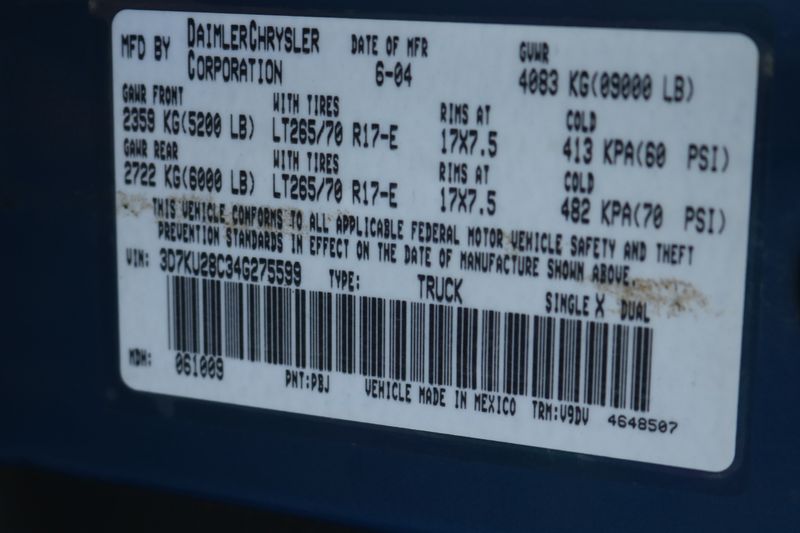 MFD BY DAIMLERCHRYSLER CORPORATION DATE OF MFR 6-04 GVWR 4083 KG(09000 LB)
GAWR FRONT WITH TIRES RIMS AT COLD
2359 KG(5200 LB) LT265/70 R17-E 17X7.5 413 KPA(60 PSI)
GAWR REAR WITH TIRES RIMS AT COLD
2722 KG(6000 LB) LT265/70 R17-E 17X7.5 482 KPA(70 PSI)
THIS VEHICLE CONFORMS TO ALL APPLICABLE FEDERAL MOTOR VEHICLE SAFETY AND THEFT
PREVENTION STANDARDS IN EFFECT ON THE DATE OF MANUFACTURE SHOWN ABOVE.
VIN: 3D7KU28C34G275599 TYPE: TRUCK SINGLE X DUAL
MDH: 061009 PNT:PBJ VEHICLE MADE IN MEXICO TRM:V9DV 4648507